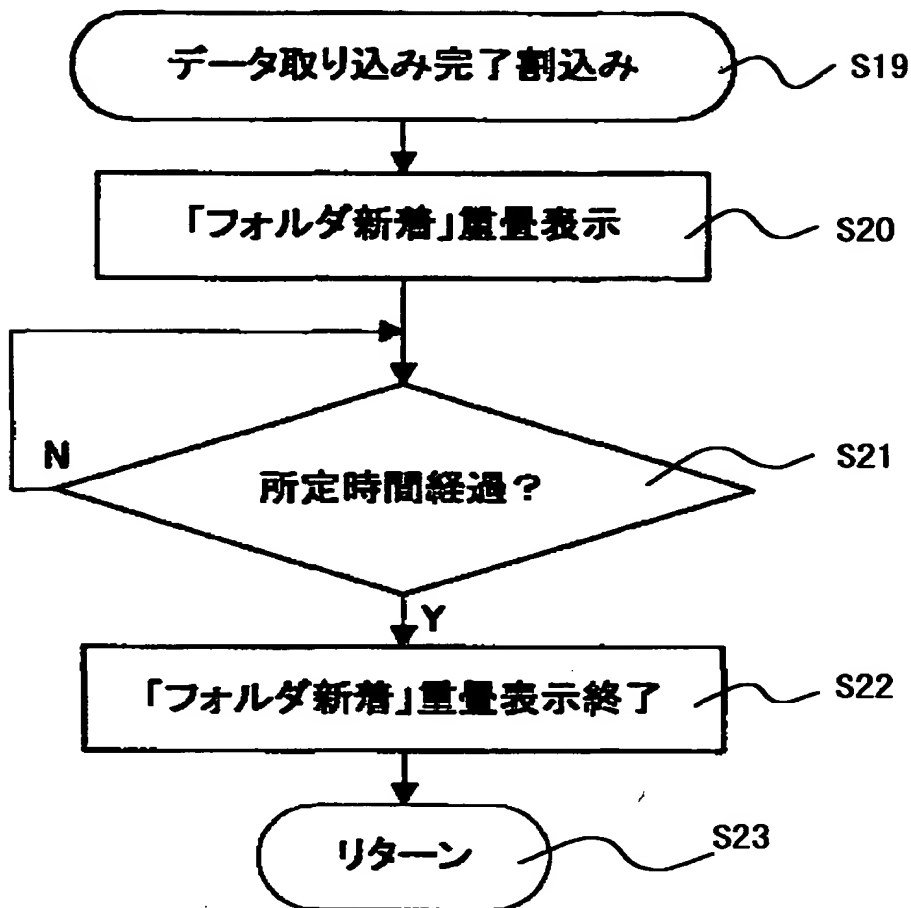 データ取り込み完了割込み
S19
「フォルダ新着」重畳表示
S20
N
所定時間経過？
S21
Y
「フォルダ新着」重畳表示終了
S22
リターン
S23